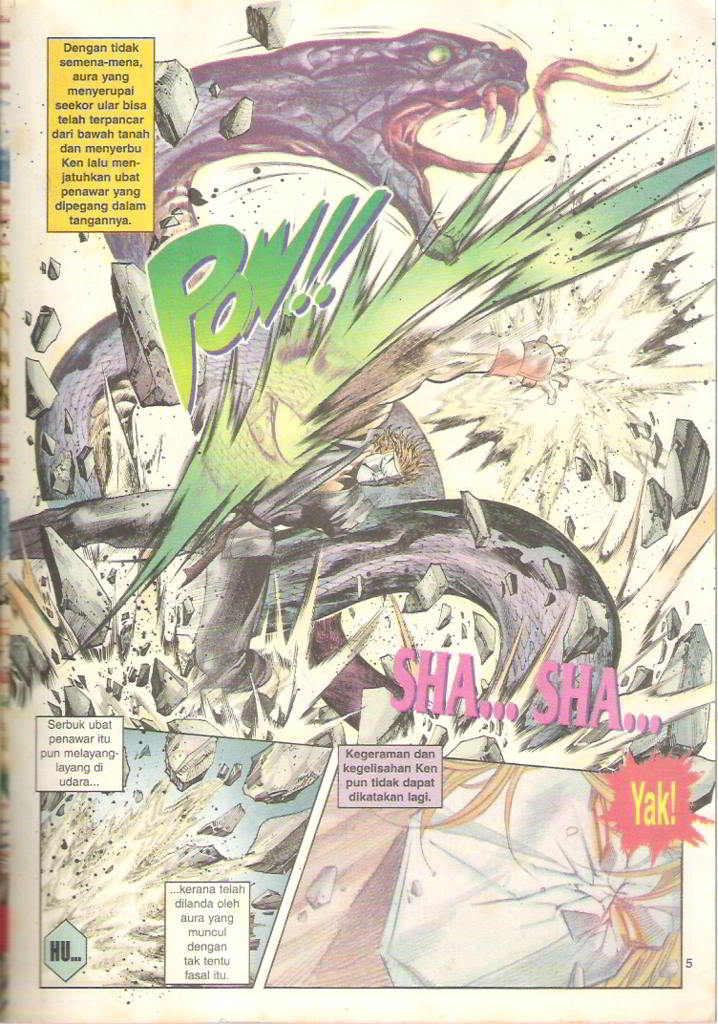 Dengan tidak
semena-mena,
aura yang
menyerupai
seekor ular bisa
telah terpancar
dari bawah tanah
dan menyerbu
Ken lalu men-
jatuhkan ubat
penawar yang
dipegang dalam
tangannya.
POW!!
SHA... SHA...
Serbuk ubat
penawar itu
pun melayang-
layang di
udara...
...kerana telah
dilanda oleh
aura yang
muncul
dengan
tak tentu
fasal itu.
HU...
Kegeraman dan
kegelisahan Ken
pun tidak dapat
dikatakan lagi.
Yak!
5